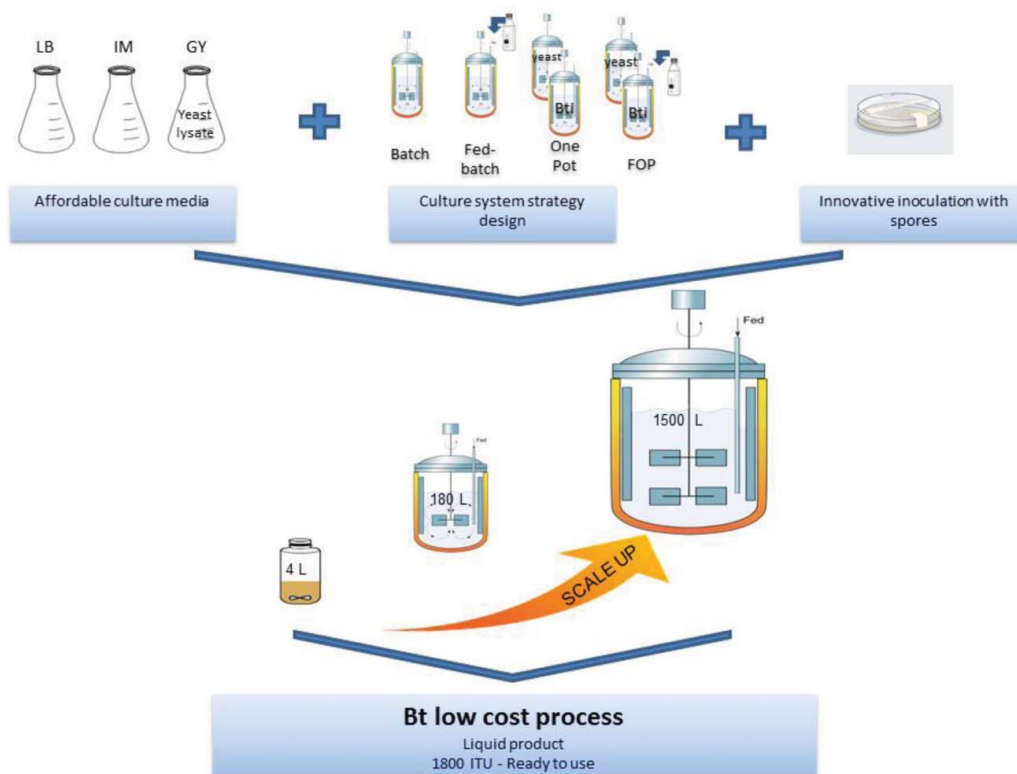 LB
IM
GY
Yeast
lysate
yeast
yeast
Bti
Bti
Batch
Fed-
batch
One
Pot
FOP
Affordable culture media
Culture system strategy
design
Innovative inoculation with
spores
Fed
1500 L
Fed
180 L
4 L
SCALE UP
Bt low cost process
Liquid product
1800 ITU - Ready to use